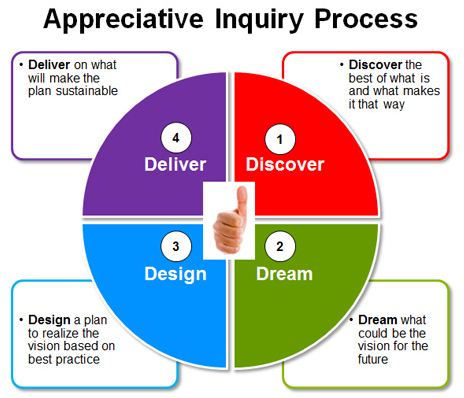 Appreciative Inquiry Process
• Deliver on what
will make the
plan sustainable
• Discover the
best of what is
and what makes
it that way
4
Deliver
1
Discover
3
Design
2
Dream
• Design a plan
to realize the
vision based on
best practice
• Dream what
could be the
vision for the
future